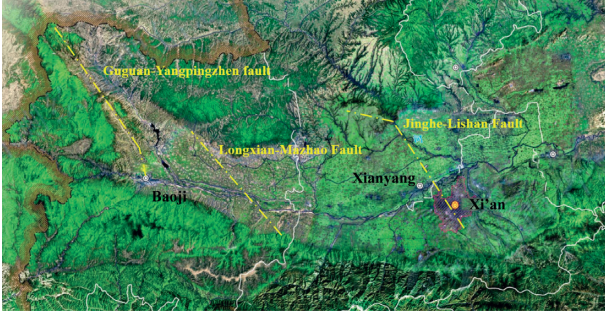 Guguan-Yangpingzhen fault
Jinghe-Lishan Fault
Longxian-Mazhao Fault
Xianyang
Baoji
Xi'an